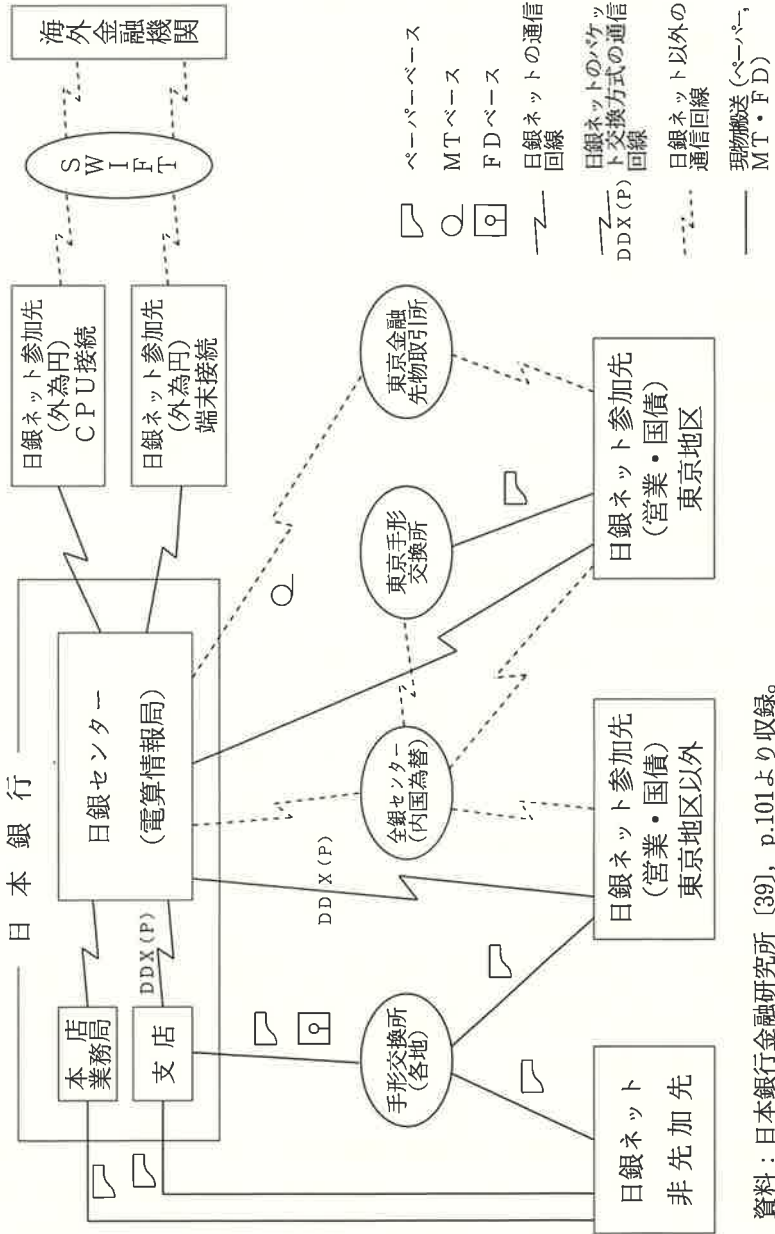 日本銀行
本店
業務局
支店
DDX(P)
日銀センター
(電算情報局)
日銀ネット参加先
(外為円)
CPU接続
日銀ネット参加先
(外為円)
端末接続
SWIFT
海外
金融
機関
DDX(P)
手形交換所
(各地)
全銀センター
(内国為替)
東京手形
交換所
東京金融
先物取引所
日銀ネット
非先加先
日銀ネット参加先
(営業・国債)
東京地区以外
日銀ネット参加先
(営業・国債)
東京地区
ペーパーベース
MTベース
FDベース
日銀ネットの通信
回線
DDX(P)
日銀ネットのパケッ
ト交換方式の通信
回線
日銀ネット以外の
通信回線
現物搬送(ペーパー,
MT・FD)
資料:日本銀行金融研究所〔39〕, p.101より収録。